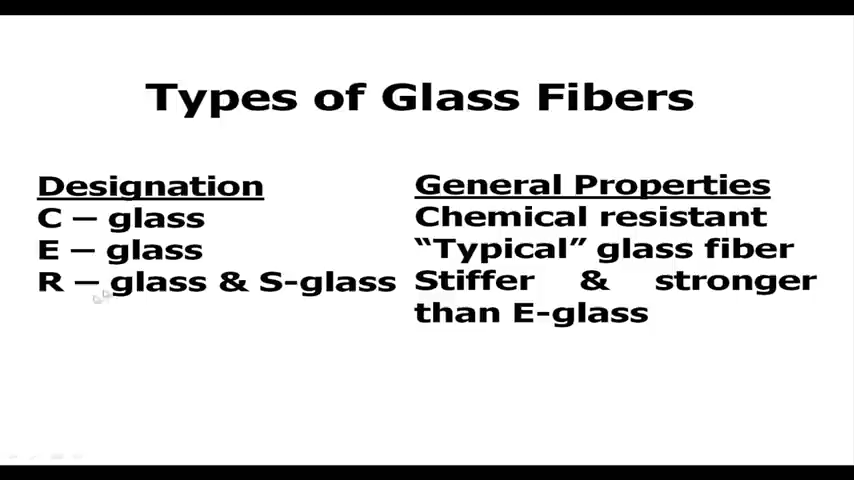 Types of Glass Fibers
Designation
C – glass
E – glass
R – glass & S-glass
General Properties
Chemical resistant
“Typical” glass fiber
Stiffer & stronger
than E-glass